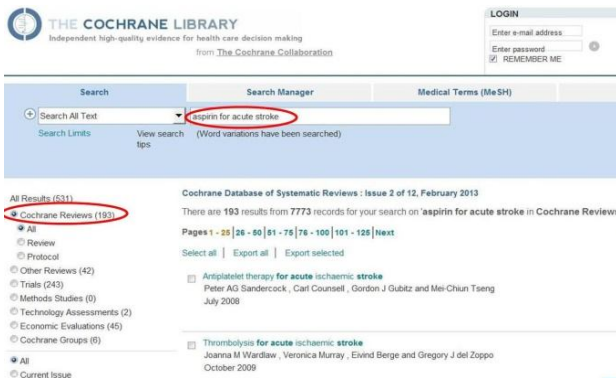 THE COCHRANE LIBRARY
Independent high-quality evidence for health care decision making
from The Cochrane Collaboration
LOGIN
Enter e-mail address
Enter password
REMEMBER ME
Search Search Manager Medical Terms (MeSH)
Search All Text aspirin for acute stroke
Search Limits View search tips (Word variations have been searched)
All Results (531)
Cochrane Reviews (193)
All
Review
Protocol
Other Reviews (42)
Trials (243)
Methods Studies (0)
Technology Assessments (2)
Economic Evaluations (45)
Cochrane Groups (6)
All
Current Issue
Cochrane Database of Systematic Reviews : Issue 2 of 12, February 2013
There are 193 results from 7773 records for your search on 'aspirin for acute stroke in Cochrane Review
Pages 1 - 25 | 26 - 50 | 51 - 75 | 76 - 100 | 101 - 125 | Next
Select all | Export all | Export selected
Antiplatelet therapy for acute ischaemic stroke
Peter AG Sandercock , Carl Counsell , Gordon J Gubitz and Mei-Chiun Tseng
July 2008
Thrombolysis for acute ischaemic stroke
Joanna M Wardlaw , Veronica Murray , Eivind Berge and Gregory J del Zoppo
October 2009